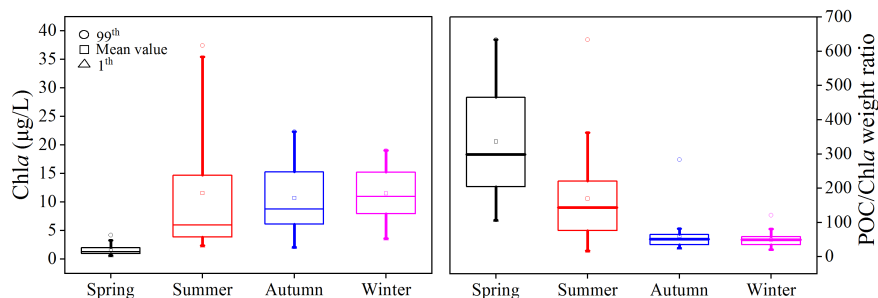 Chla (μg/L)
40
35
30
25
20
15
10
5
0
99th
Mean value
1th
Spring
Summer
Autumn
Winter
700
600
500
400
300
200
100
0
POC/Chla weight ratio
Spring
Summer
Autumn
Winter